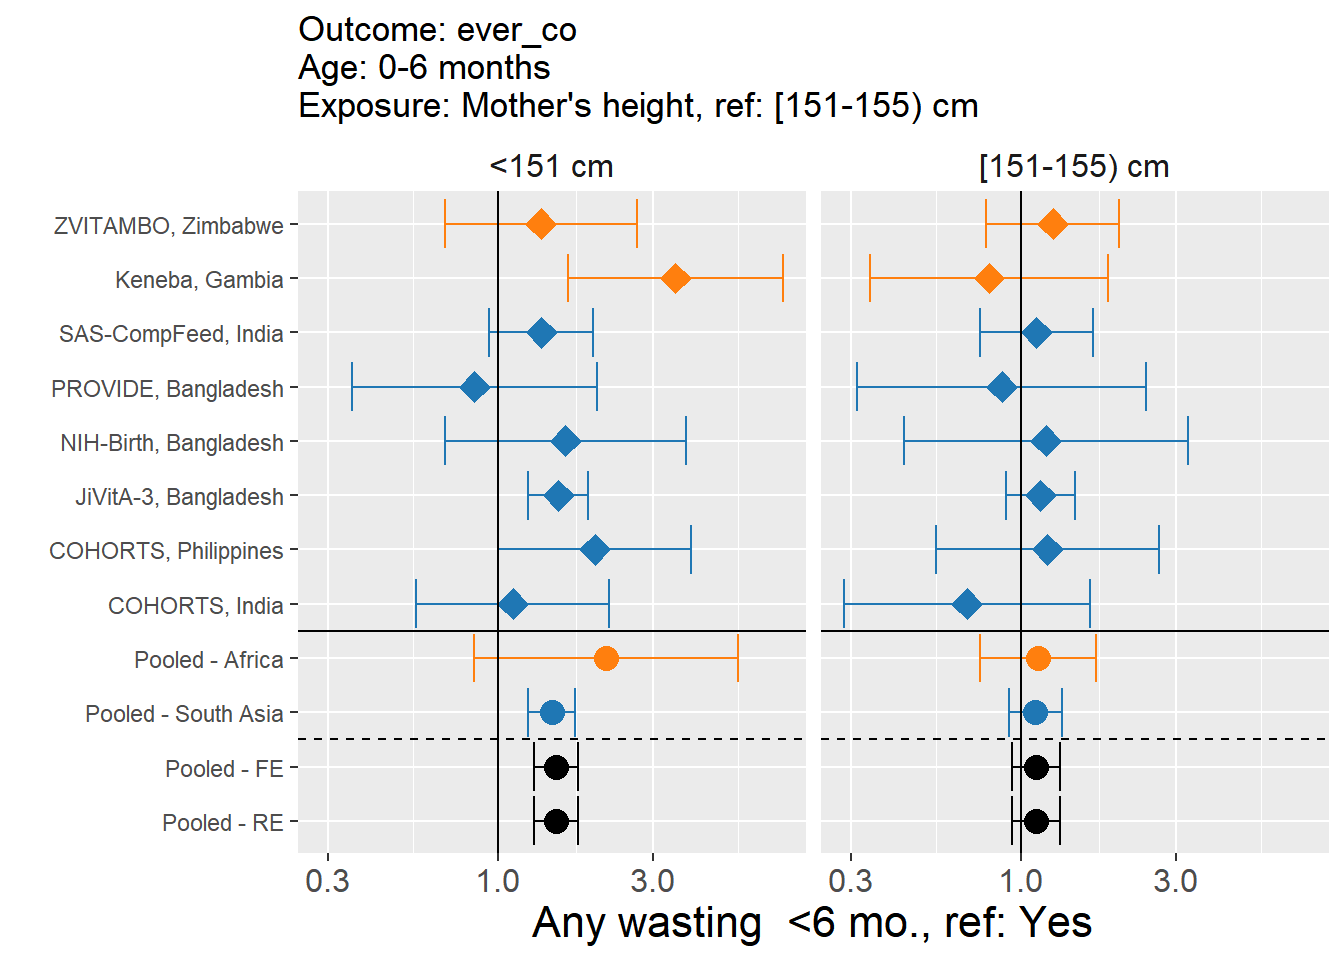 Outcome: ever_co
Age: 0-6 months
Exposure: Mother's height, ref: [151-155) cm
<151 cm
[151-155) cm
ZVITAMBO, Zimbabwe
Keneba, Gambia
SAS-CompFeed, India
PROVIDE, Bangladesh
NIH-Birth, Bangladesh
JiVitA-3, Bangladesh
COHORTS, Philippines
COHORTS, India
Pooled - Africa
Pooled - South Asia
Pooled - FE
Pooled - RE
0.3 1.0 3.0 0.3 1.0 3.0
Any wasting  <6 mo., ref: Yes